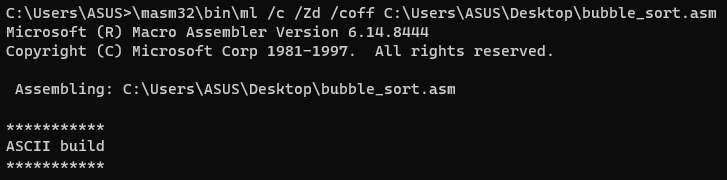 C:\Users\ASUS>\masm32\bin\ml /c /Zd /coff C:\Users\ASUS\Desktop\bubble_sort.asm
Microsoft (R) Macro Assembler Version 6.14.8444
Copyright (C) Microsoft Corp 1981-1997.  All rights reserved.
 Assembling: C:\Users\ASUS\Desktop\bubble_sort.asm
***********
ASCII build
***********